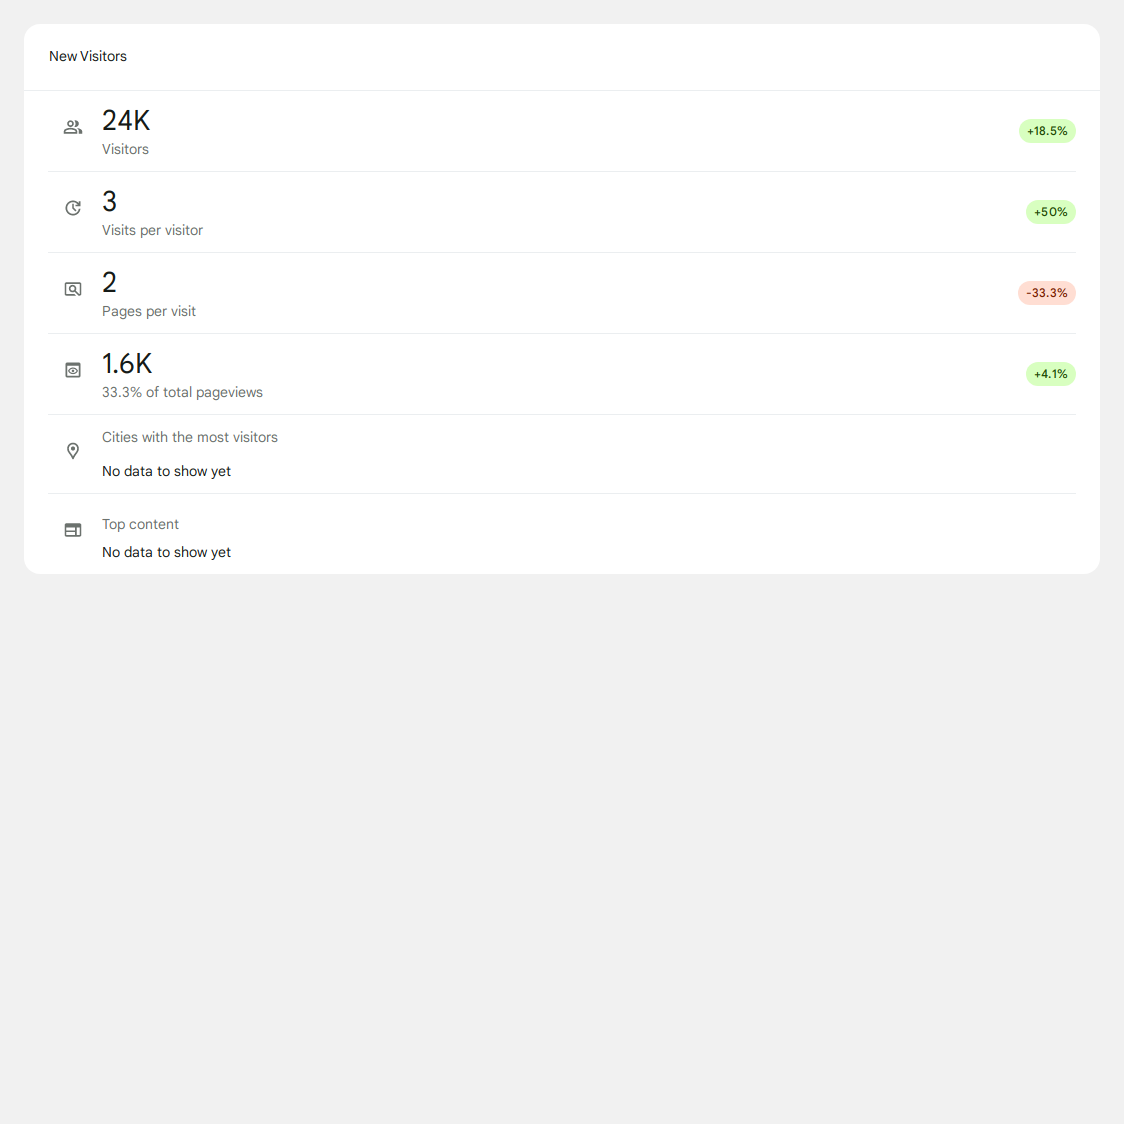 New Visitors
24K
Visitors
+18.5%
3
Visits per visitor
+50%
2
Pages per visit
-33.3%
1.6K
33.3% of total pageviews
+4.1%
Cities with the most visitors
No data to show yet
Top content
No data to show yet